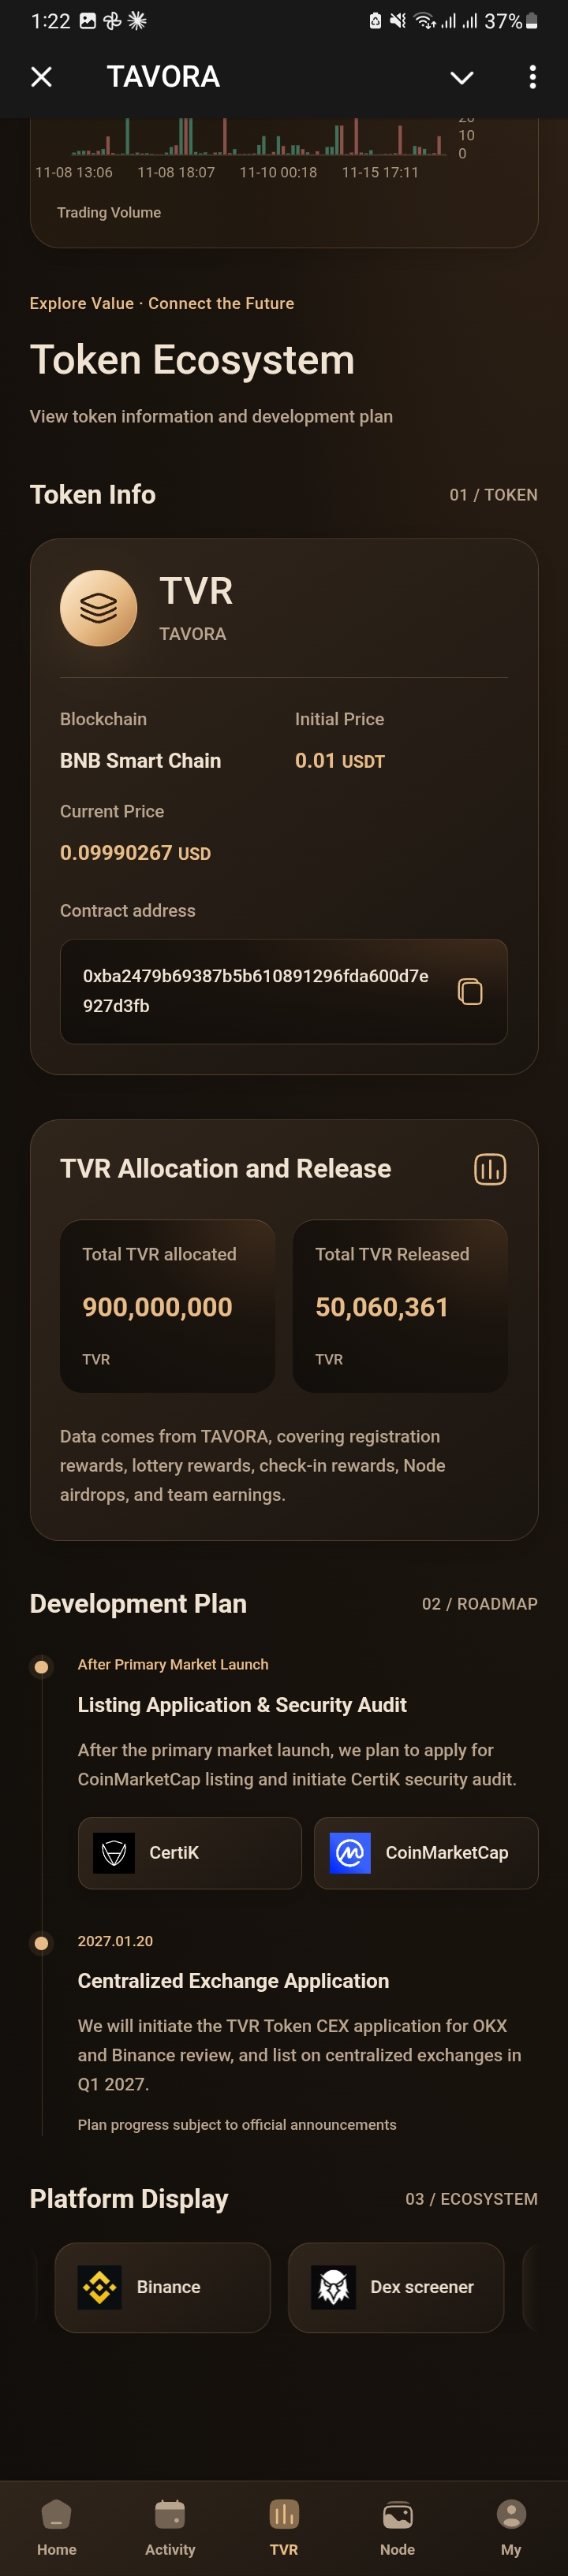 1:22
37%
TAVORA
20
10
0
11-08 13:06 11-08 18:07 11-10 00:18 11-15 17:11
Trading Volume
Explore Value · Connect the Future
Token Ecosystem
View token information and development plan
Token Info
01 / TOKEN
TVR
TAVORA
Blockchain
Initial Price
BNB Smart Chain
0.01 USDT
Current Price
0.09990267 USD
Contract address
0xba2479b69387b5b610891296fda600d7e
927d3fb
TVR Allocation and Release
Total TVR allocated
900,000,000
TVR
Total TVR Released
50,060,361
TVR
Data comes from TAVORA, covering registration
rewards, lottery rewards, check-in rewards, Node
airdrops, and team earnings.
Development Plan
02 / ROADMAP
After Primary Market Launch
Listing Application & Security Audit
After the primary market launch, we plan to apply for
CoinMarketCap listing and initiate CertiK security audit.
CertiK
CoinMarketCap
2027.01.20
Centralized Exchange Application
We will initiate the TVR Token CEX application for OKX
and Binance review, and list on centralized exchanges in
Q1 2027.
Plan progress subject to official announcements
Platform Display
03 / ECOSYSTEM
Binance
Dex screener
Home
Activity
TVR
Node
My